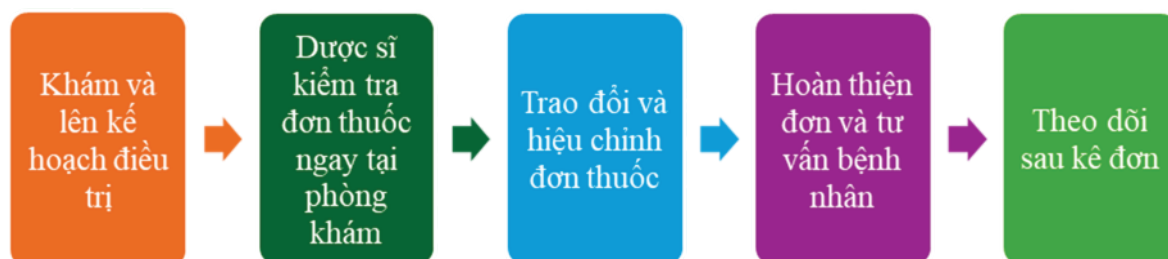 Khám và
lên kế
hoạch điều
trị
Dược sĩ
kiểm tra
đơn thuốc
ngay tại
phòng
khám
Trao đổi và
hiệu chỉnh
đơn thuốc
Hoàn thiện
đơn và tư
vấn bệnh
nhân
Theo dõi
sau kê đơn